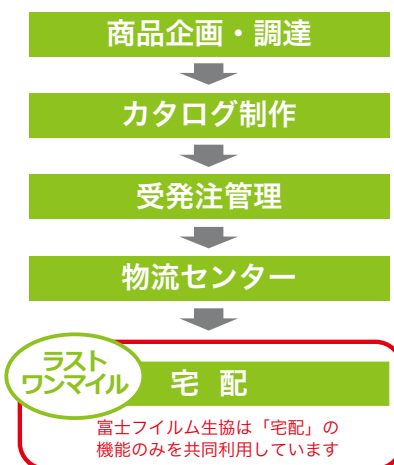 商品企画・調達
カタログ制作
受発注管理
物流センター
ラスト
ワンマイル
宅 配
富士フイルム生協は「宅配」の
機能のみを共同利用しています